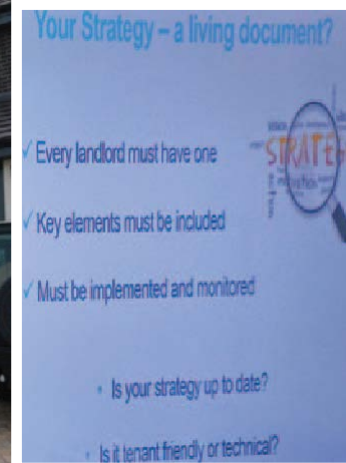 Your Strategy – a living document?
✓ Every landlord must have one
STRATE
✓ Key elements must be included
✓ Must be implemented and monitored
• Is your strategy up to date?
• Is it tenant friendly or technical?